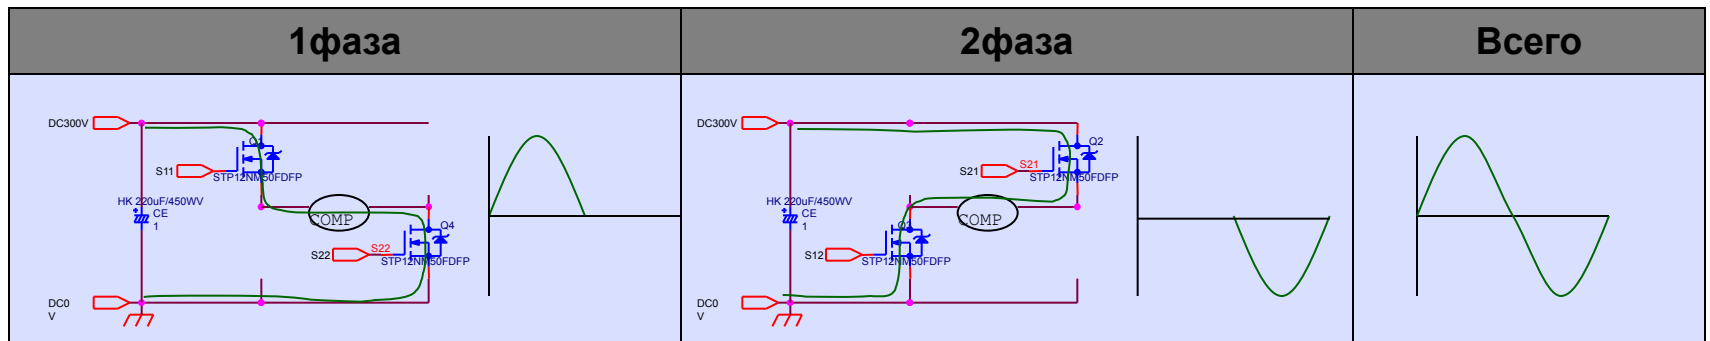 1фаза
2фаза
Всего
DC300V
Q1
S11
STP12NM50FDFP
HK 220uF/450WV
CE
1
COMP
Q4
S22
S22
STP12NM50FDFP
DC0
V
DC300V
Q2
S21
S21
STP12NM50FDFP
HK 220uF/450WV
CE
1
COMP
S12
STP12NM50FDFP
DC0
V